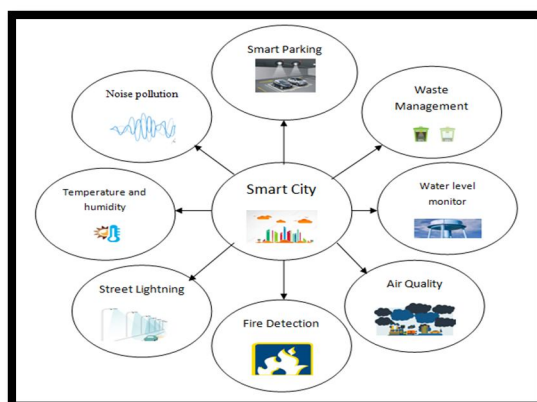 Smart Parking
Noise pollution
Waste
Management
Temperature and
humidity
Smart City
Water level
monitor
Street Lightning
Fire Detection
Air Quality